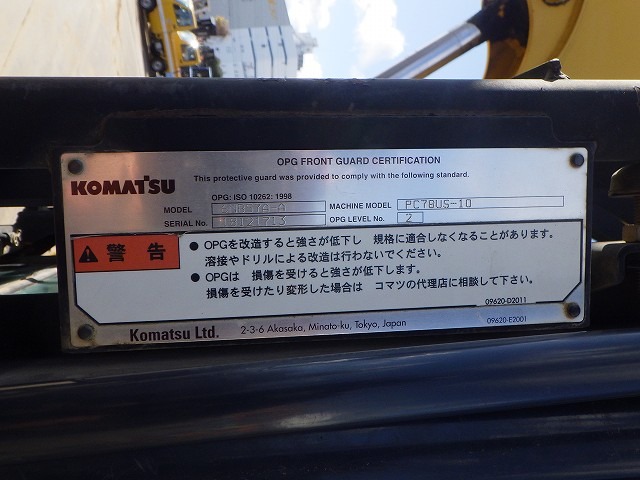 OPG FRONT GUARD CERTIFICATION
This protective guard was provided to comply with the following standard.
KOMATSU
OPG: ISO 10262: 1998
MODEL
MACHINE MODEL PC78US-10
SERIAL No.
OPG LEVEL No. 2
警告
● OPGを改造すると強さが低下し 規格に適合しなくなることがあります。
溶接やドリルによる改造は行わないでください。
● OPGは 損傷を受けると強さが低下します。
損傷を受けたり変形した場合は コマツの代理店に相談して下さい。
09620-D2011
Komatsu Ltd. 2-3-6 Akasaka, Minato-ku, Tokyo, Japan 09620-E2001